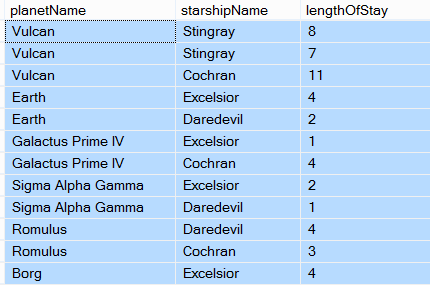 planetName starshipName lengthOfStay
Vulcan Stingray 8
Vulcan Stingray 7
Vulcan Cochran 11
Earth Excelsior 4
Earth Daredevil 2
Galactus Prime IV Excelsior 1
Galactus Prime IV Cochran 4
Sigma Alpha Gamma Excelsior 2
Sigma Alpha Gamma Daredevil 1
Romulus Daredevil 4
Romulus Cochran 3
Borg Excelsior 4